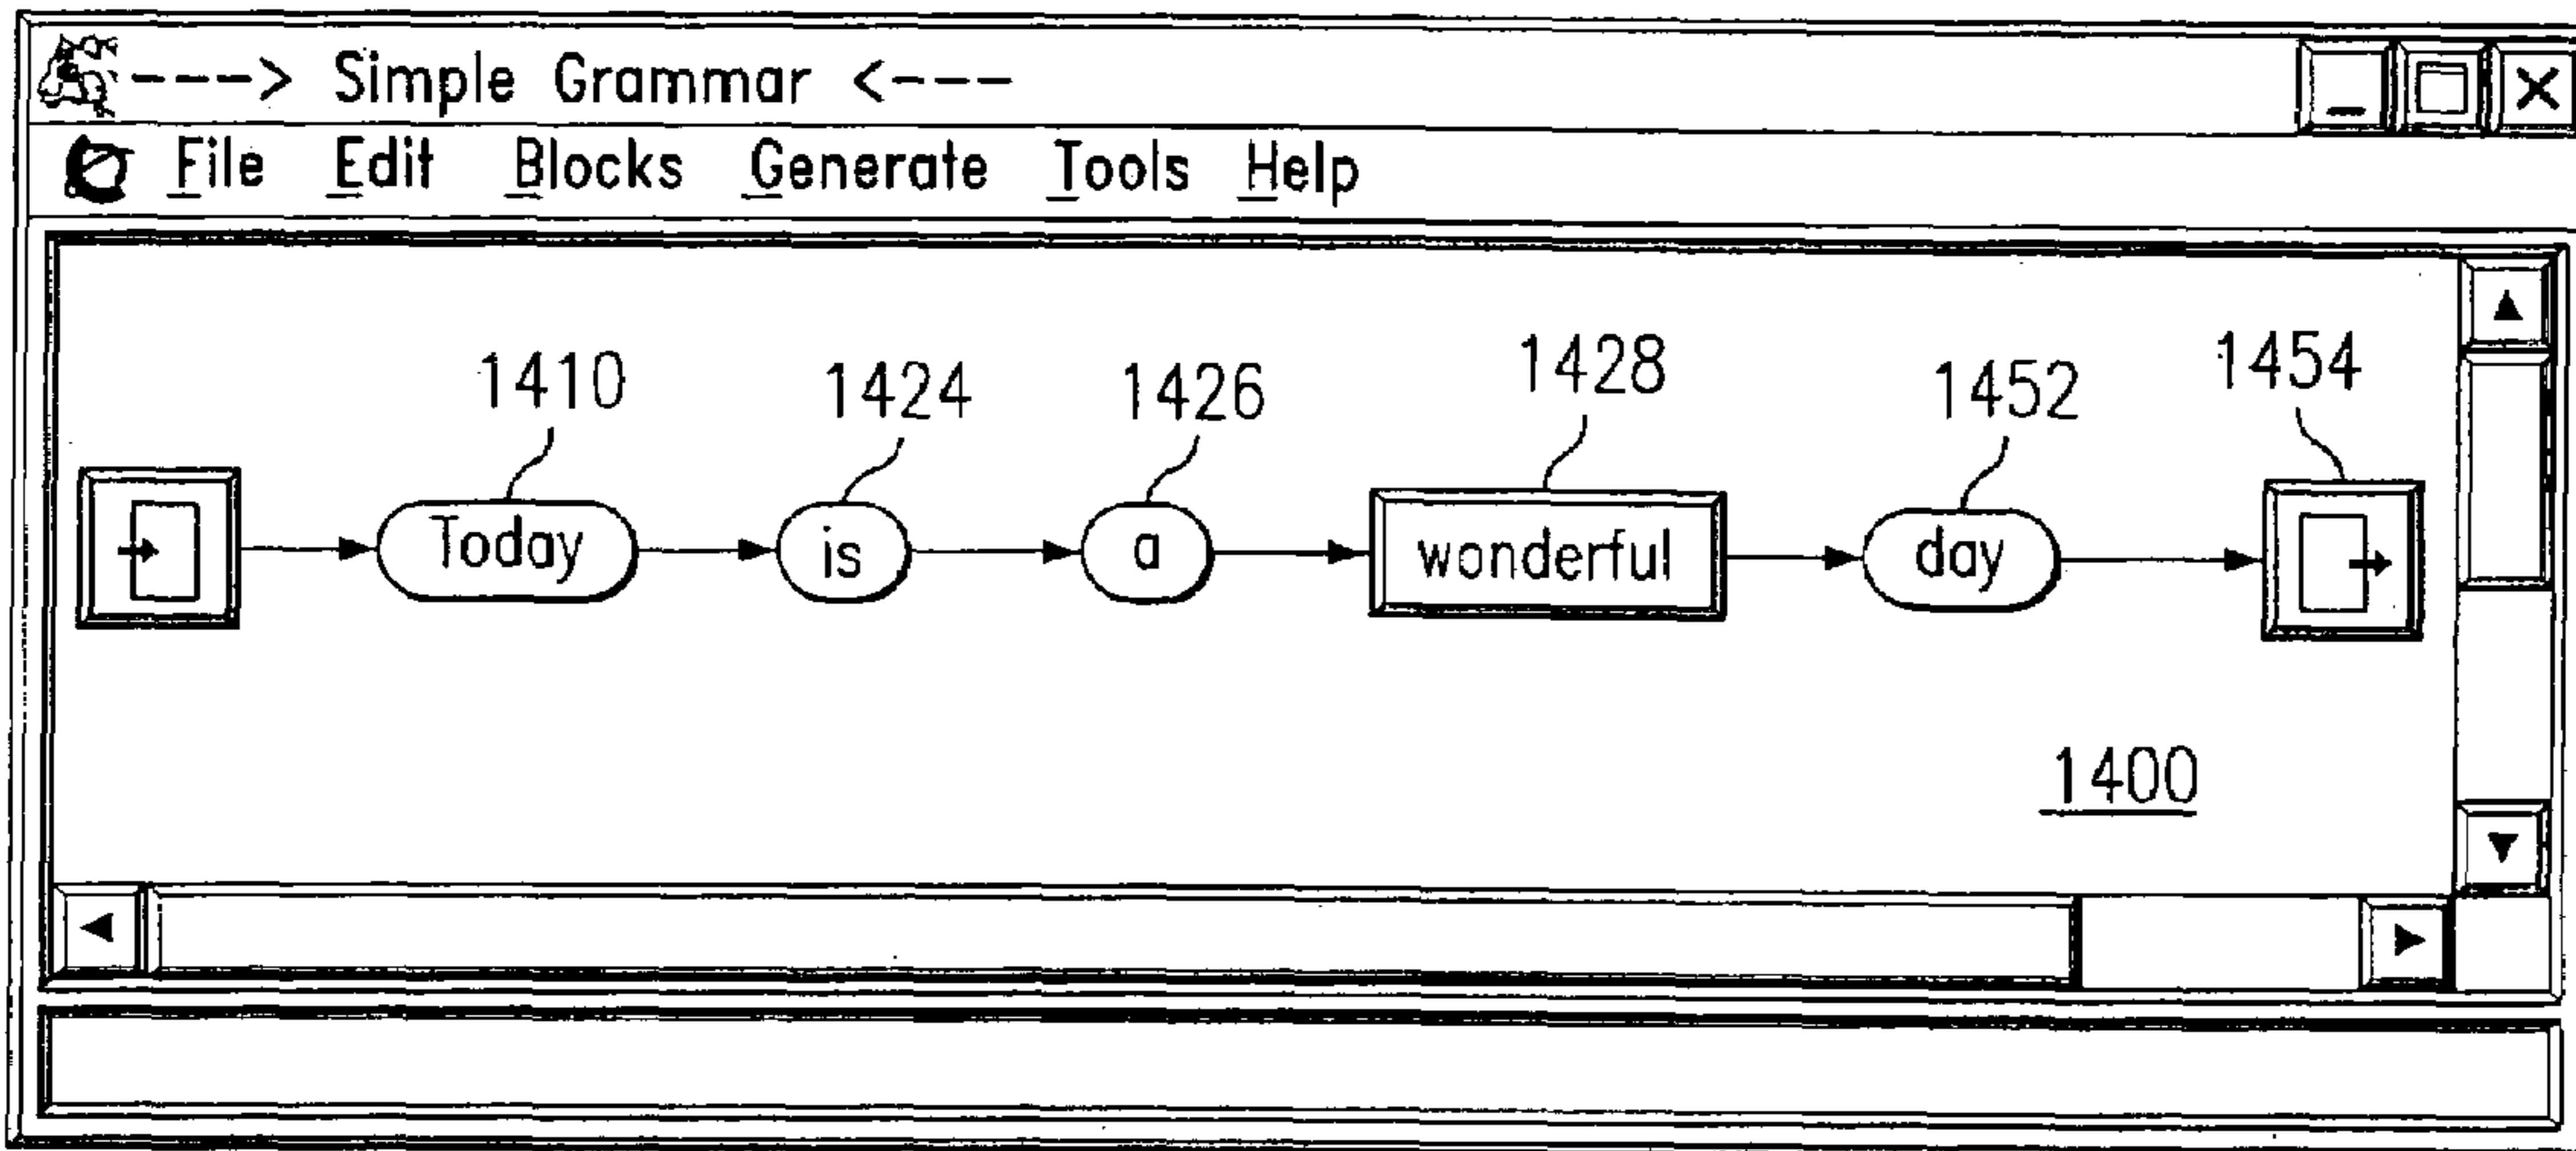 ----> Simple Grammar <---
File Edit Blocks Generate Tools Help
1410 1424 1426 1428 1452 1454
Today is a wonderful day
1400